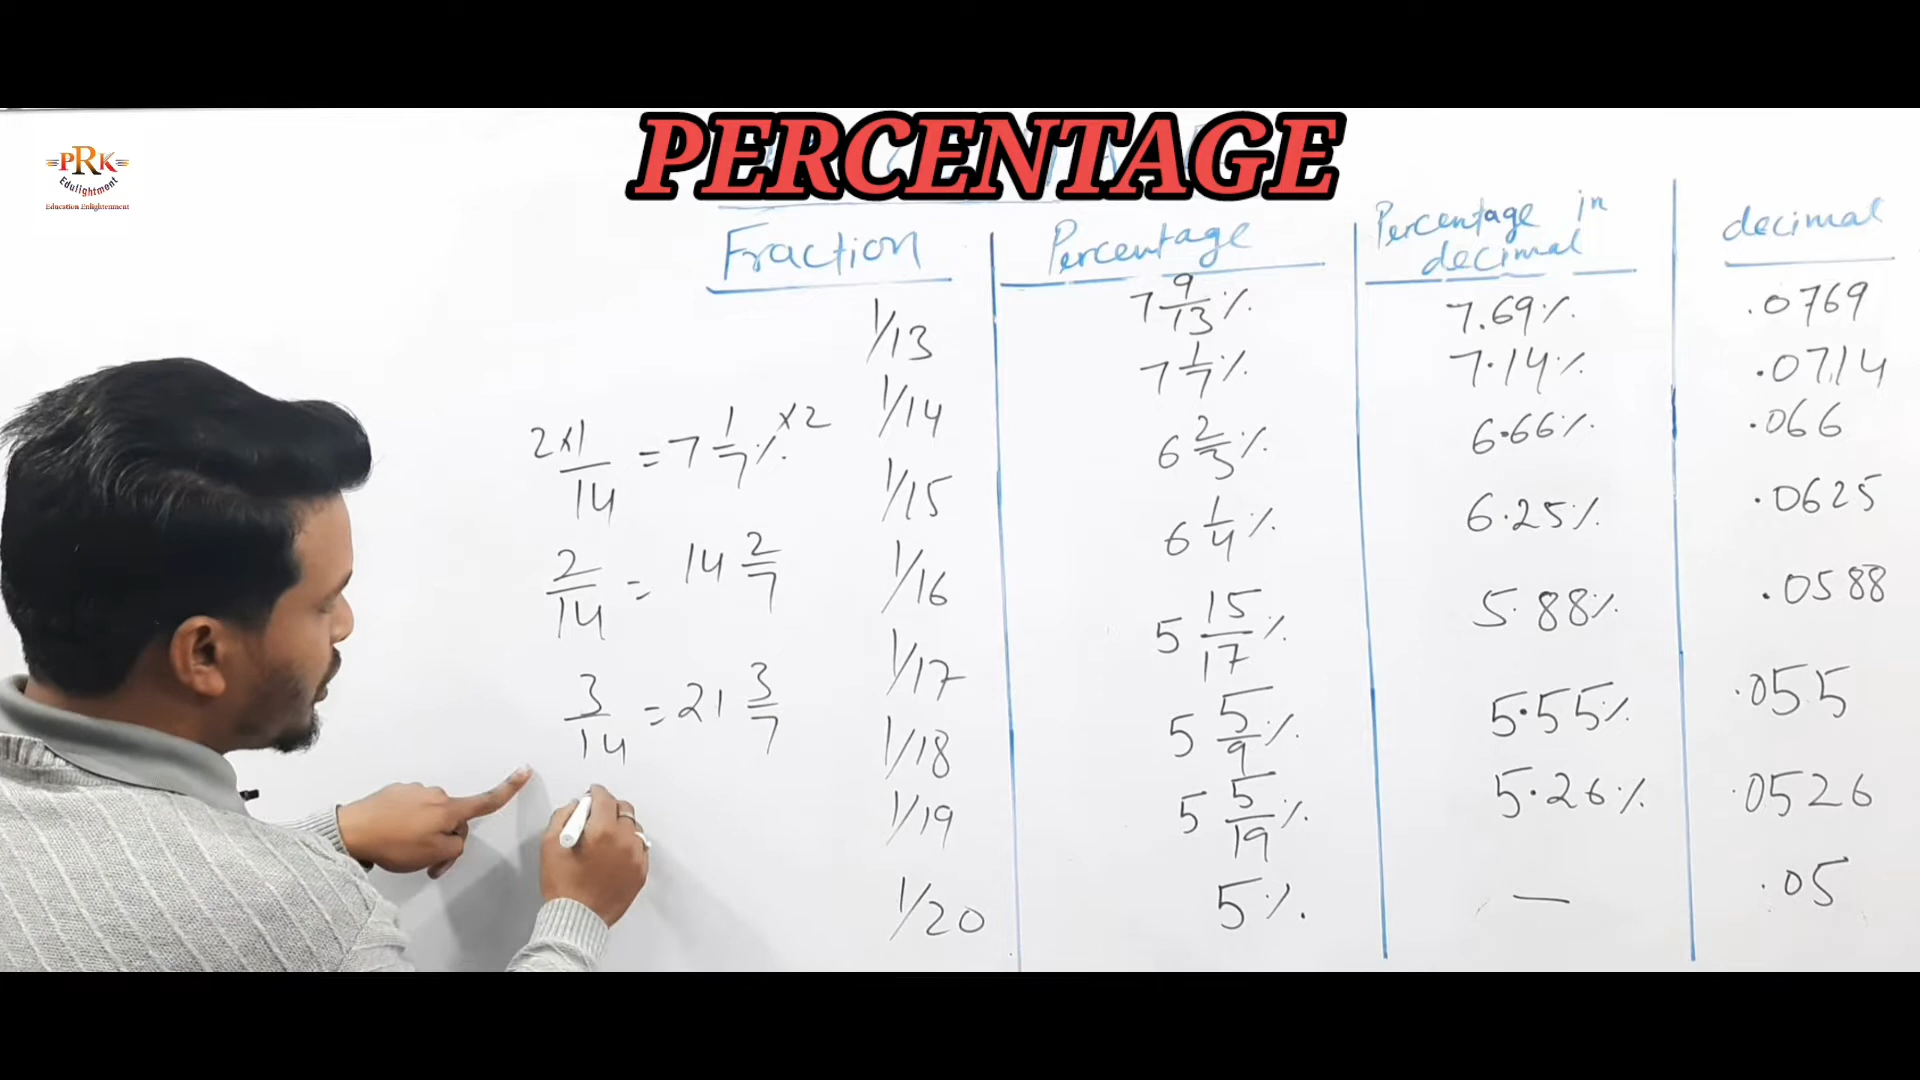 PERCENTAGE
PRK
Edulightment
Education Enlightenment
Fraction Percentage Percentage in decimal decimal
1/13 7 9/13 % 7.69% .0769
1/14 7 1/7 % 7.14% .0714
1/15 6 2/3 % 6.66% .066
1/16 6 1/4 % 6.25% .0625
1/17 5 15/17 % 5.88% .0588
1/18 5 5/9 % 5.55% .055
1/19 5 5/19 % 5.26% .0526
1/20 5% — .05
2×1/14 = 7 1/7 % ×2
2/14 = 14 2/7
3/14 = 21 3/7